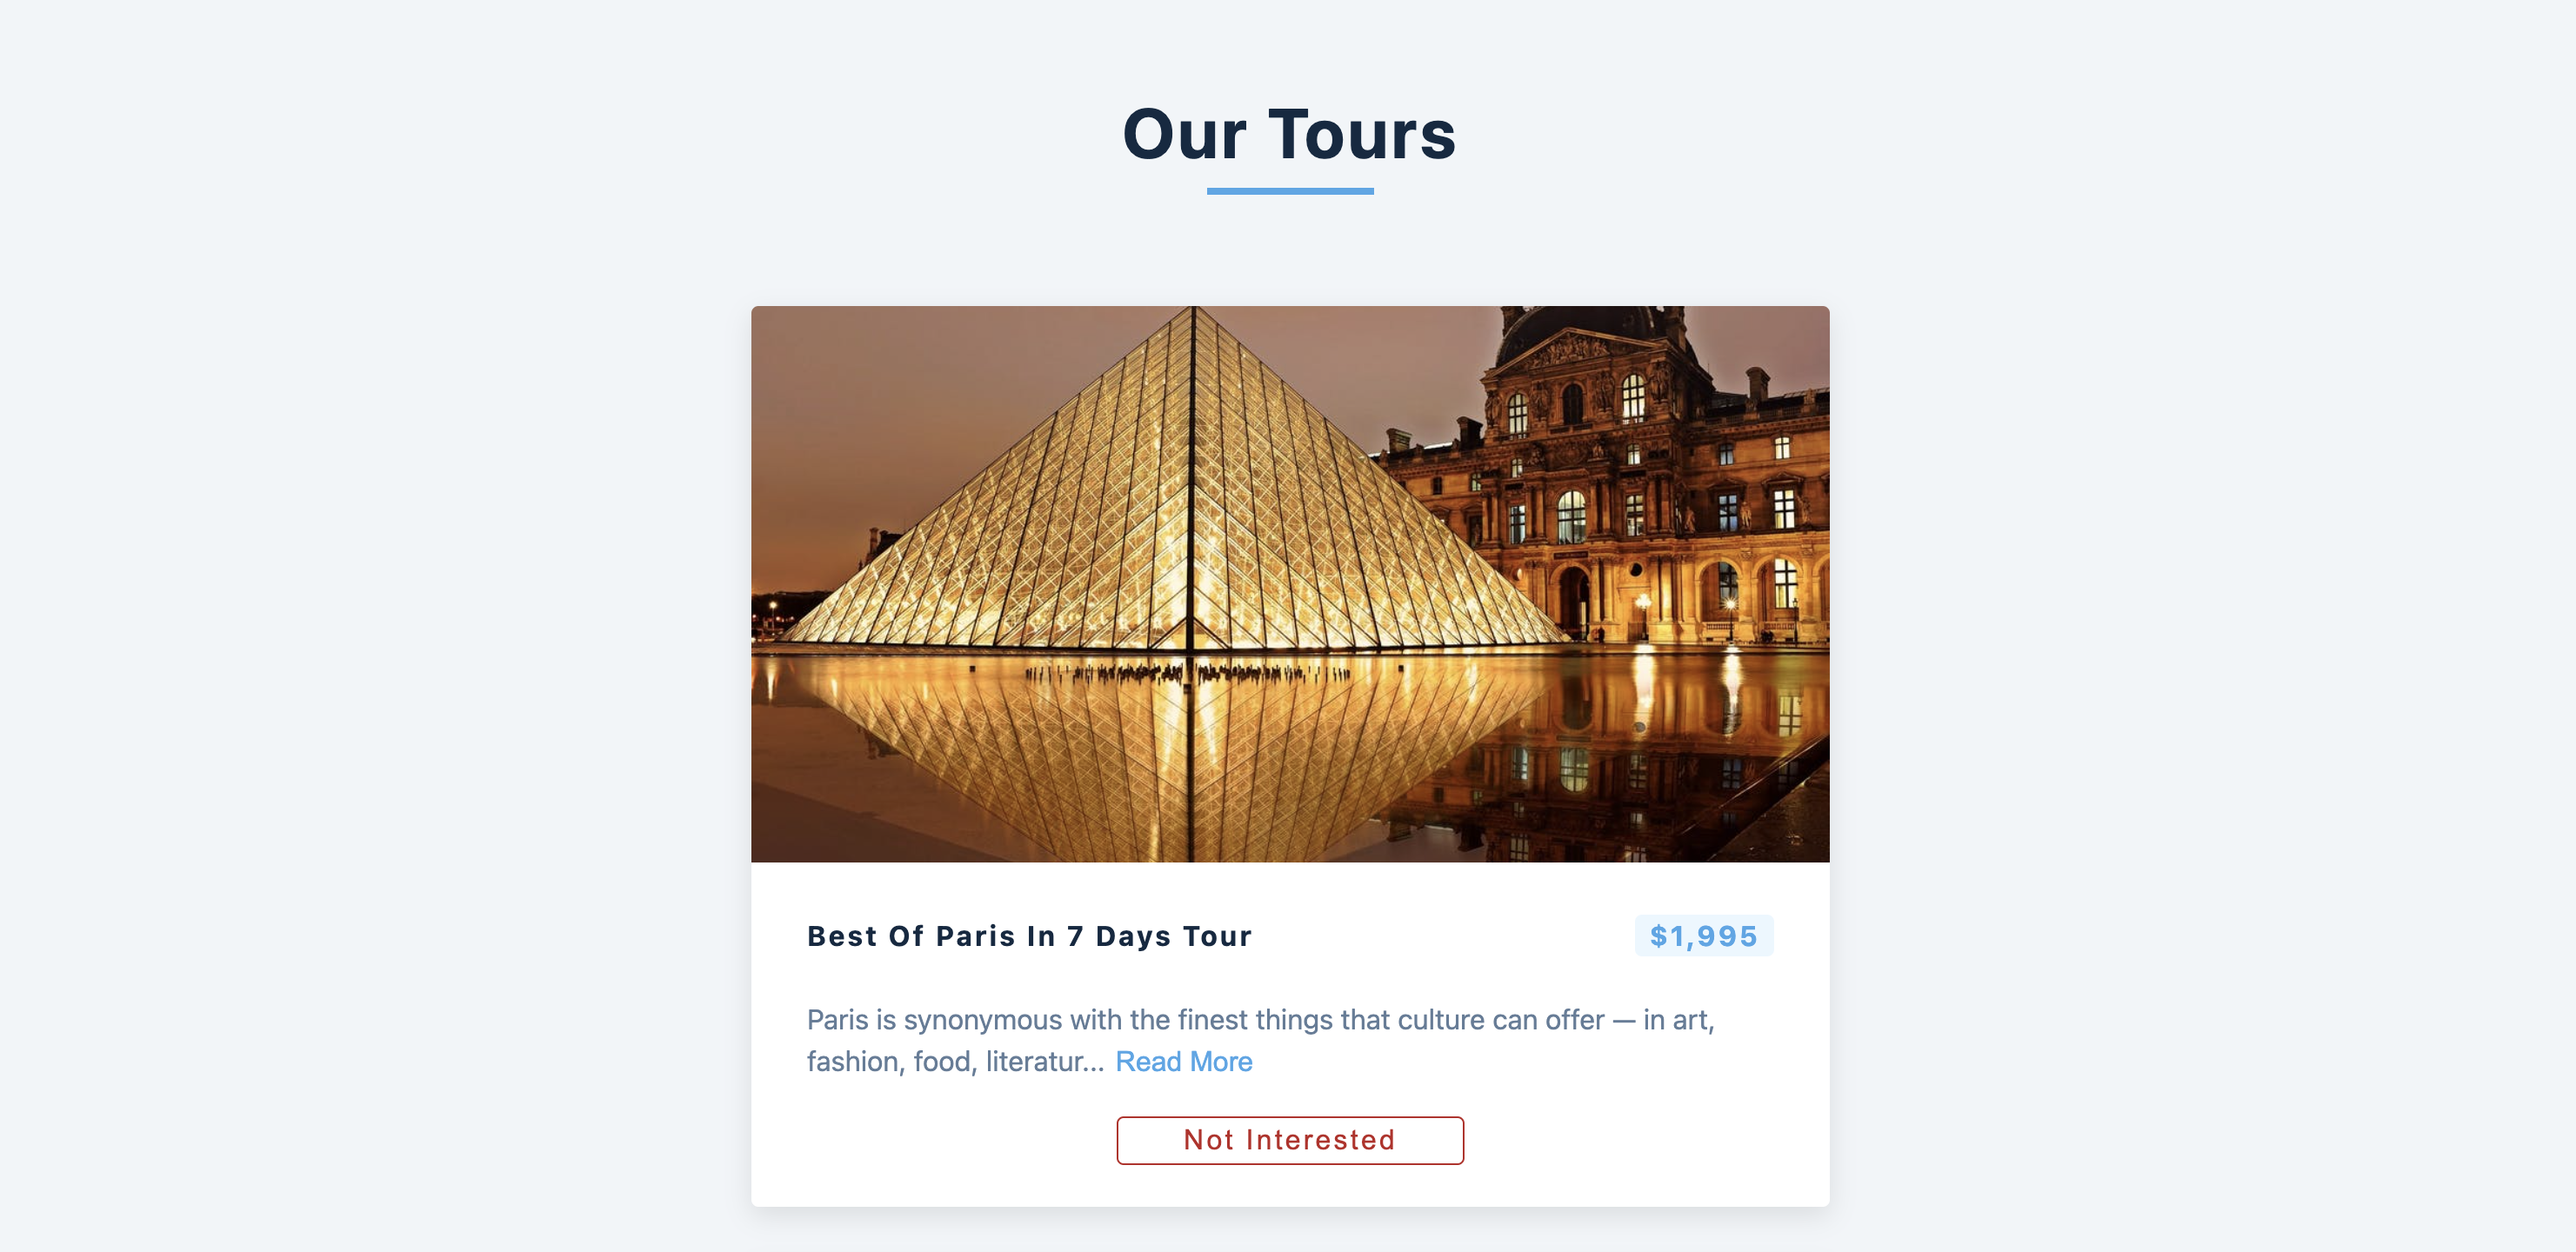 Our Tours
Best Of Paris In 7 Days Tour
$1,995
Paris is synonymous with the finest things that culture can offer — in art,
fashion, food, literatur... Read More
Not Interested